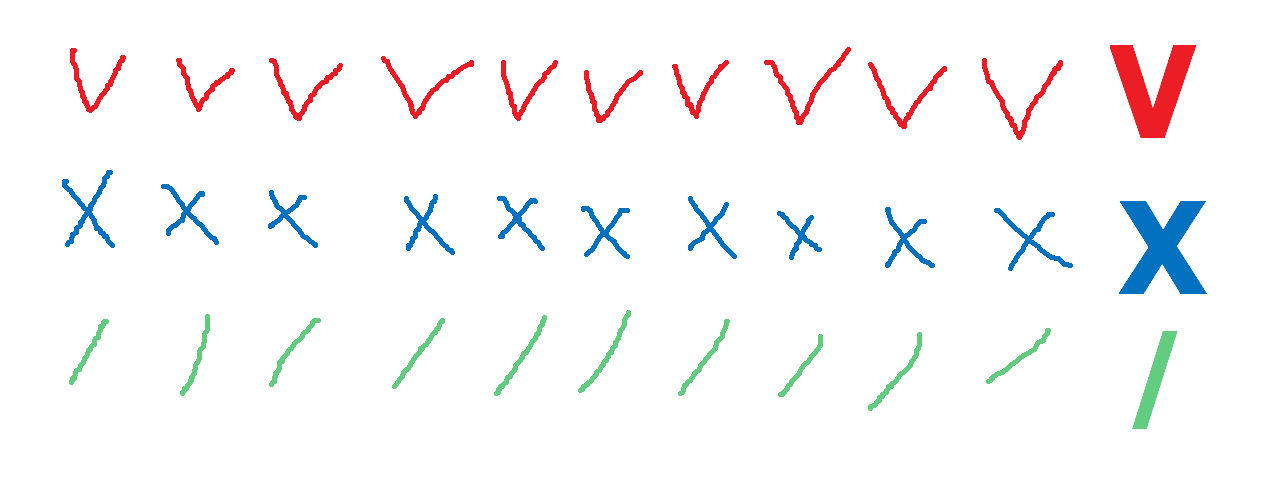 V V V V V V V V V V V
X X X X X X X X X X X
/ / / / / / / / / / /